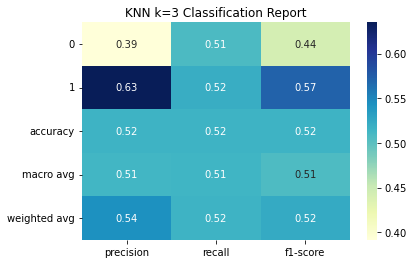 KNN k=3 Classification Report
0 0.39 0.51 0.44
1 0.63 0.52 0.57
accuracy 0.52 0.52 0.52
macro avg 0.51 0.51 0.51
weighted avg 0.54 0.52 0.52
precision recall f1-score
0.60
0.55
0.50
0.45
0.40